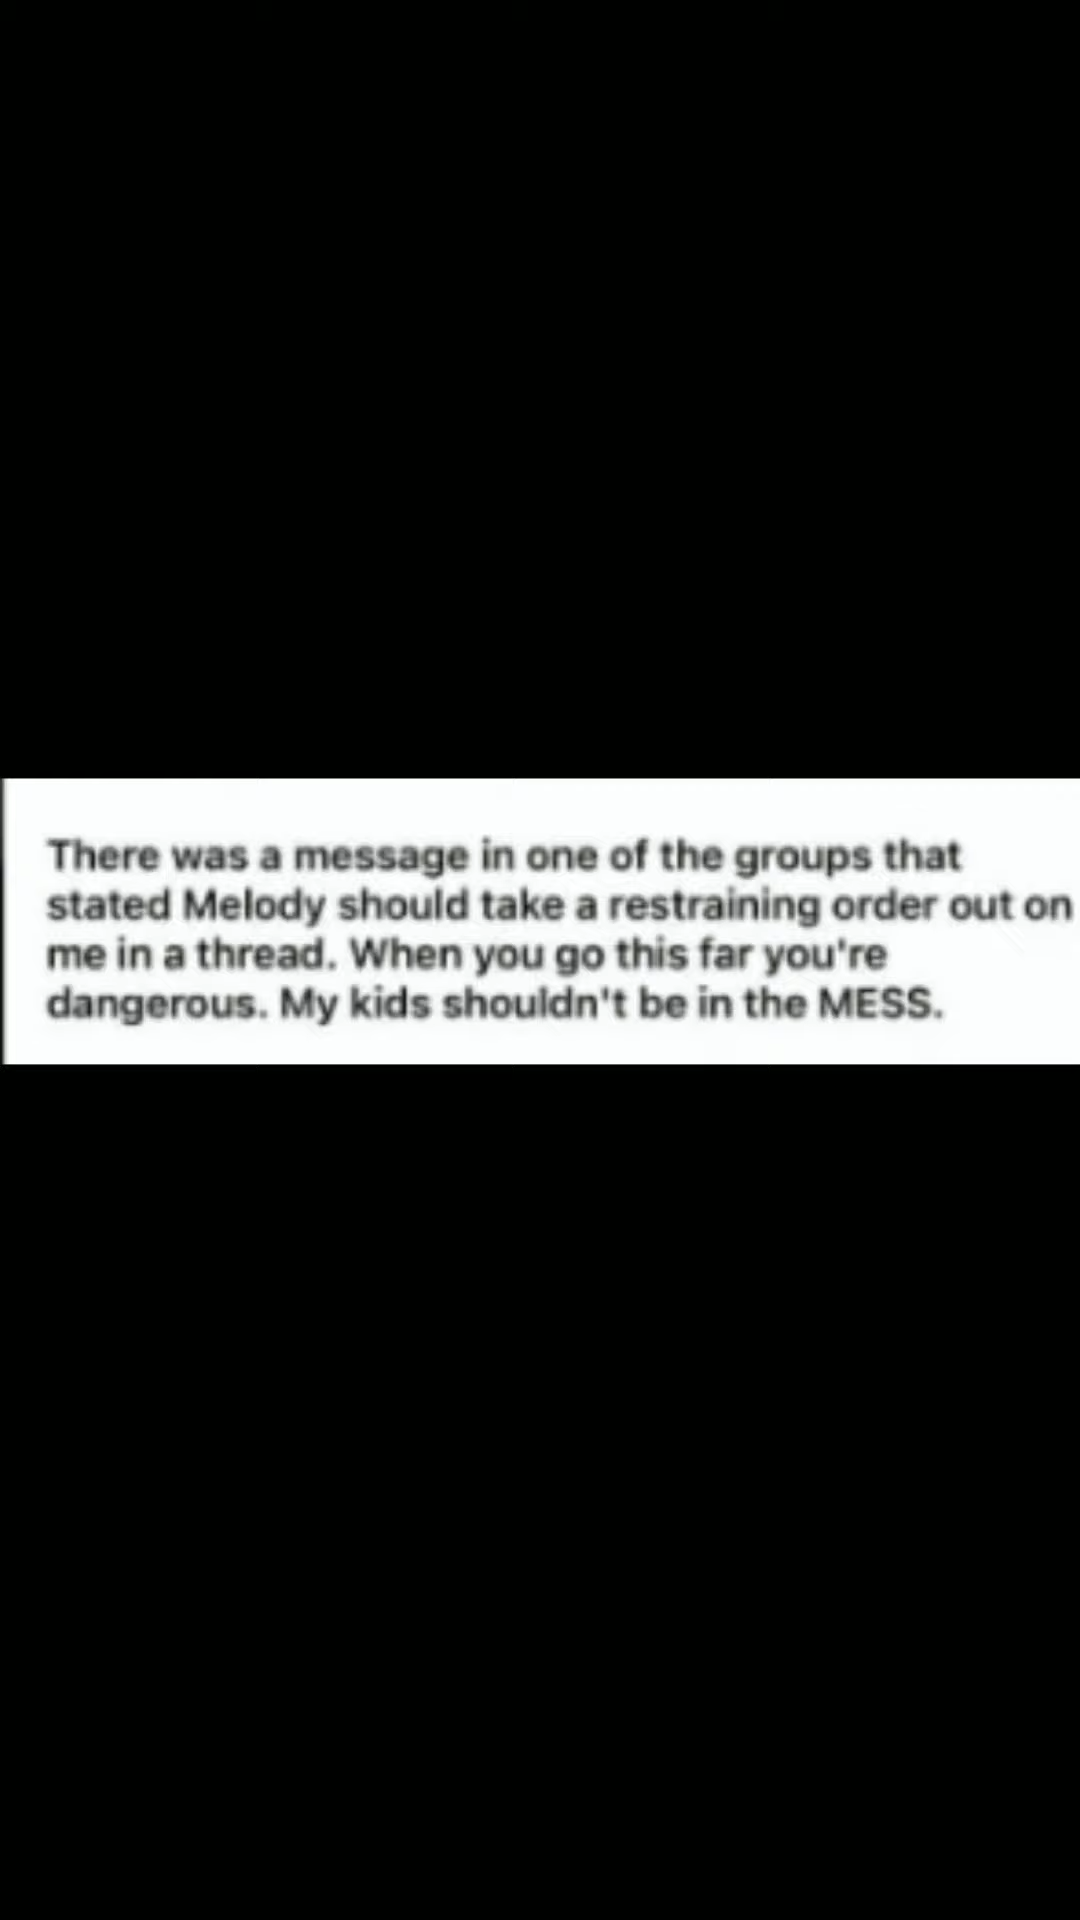 There was a message in one of the groups that
stated Melody should take a restraining order out on
me in a thread. When you go this far you're
dangerous. My kids shouldn't be in the MESS.